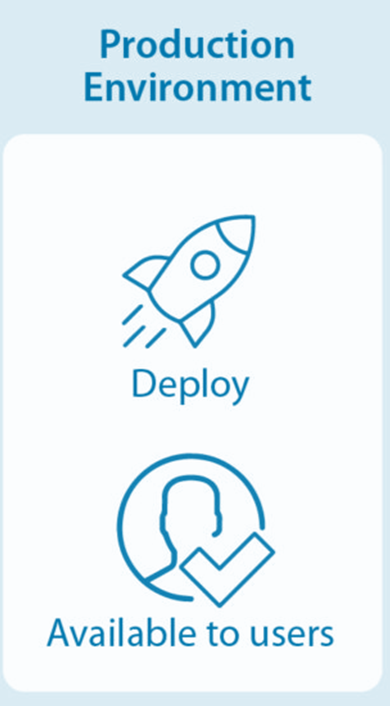 Production
Environment
Deploy
Available to users